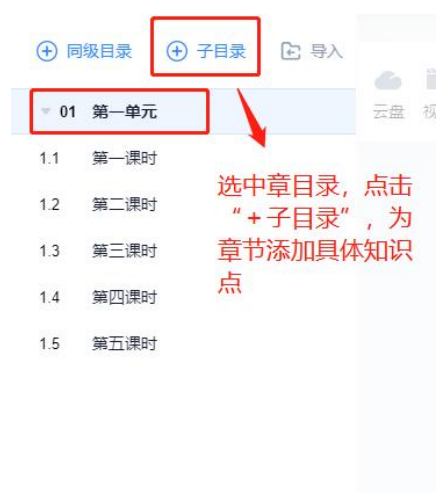 同级目录 子目录 导入
云盘
01 第一单元
1.1 第一课时
1.2 第二课时
1.3 第三课时
1.4 第四课时
1.5 第五课时
选中章目录，点击
“+子目录”，为
章节添加具体知识
点